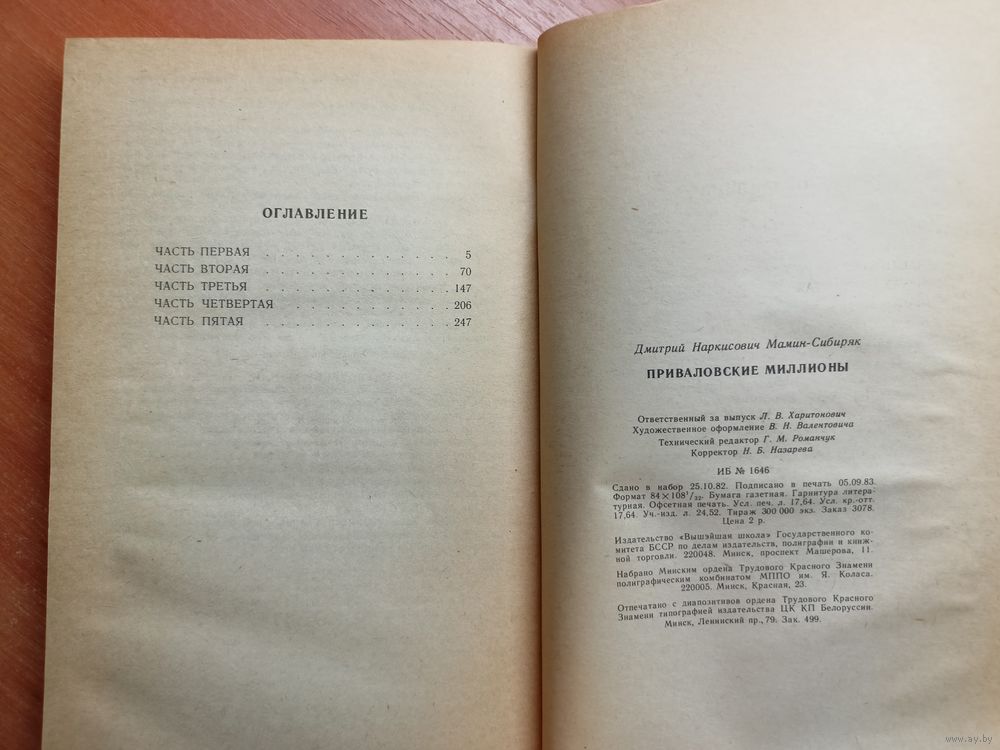 ОГЛАВЛЕНИЕ
ЧАСТЬ ПЕРВАЯ . . . . . . . . . . . . . 5
ЧАСТЬ ВТОРАЯ . . . . . . . . . . . . . 70
ЧАСТЬ ТРЕТЬЯ . . . . . . . . . . . . . 147
ЧАСТЬ ЧЕТВЕРТАЯ . . . . . . . . . . . 206
ЧАСТЬ ПЯТАЯ . . . . . . . . . . . . . 247
Дмитрий Наркисович Мамин-Сибиряк
ПРИВАЛОВСКИЕ МИЛЛИОНЫ
Ответственный за выпуск Л. В. Харитонович
Художественное оформление В. Н. Валентовича
Технический редактор Г. М. Романчук
Корректор Н. Б. Назарева
ИБ № 1646
Сдано в набор 25.10.82. Подписано в печать 05.09.83.
Формат 84×108¹/₃₂. Бумага газетная. Гарнитура литера-
турная. Офсетная печать. Усл. печ. л. 17,64. Усл. кр.-отт.
17,64. Уч.-изд. л. 24,52. Тираж 300 000 экз. Заказ 3078.
Цена 2 р.
Издательство «Вышэйшая школа» Государственного ко-
митета БССР по делам издательств, полиграфии и книж-
ной торговли. 220048. Минск, проспект Машерова, 11.
Набрано Минским ордена Трудового Красного Знамени
полиграфическим комбинатом МППО им. Я. Коласа.
220005. Минск, Красная, 23.
Отпечатано с диапозитивов ордена Трудового Красного
Знамени типографией издательства ЦК КП Белоруссии.
Минск, Ленинский пр., 79. Зак. 499.
www.ay.by